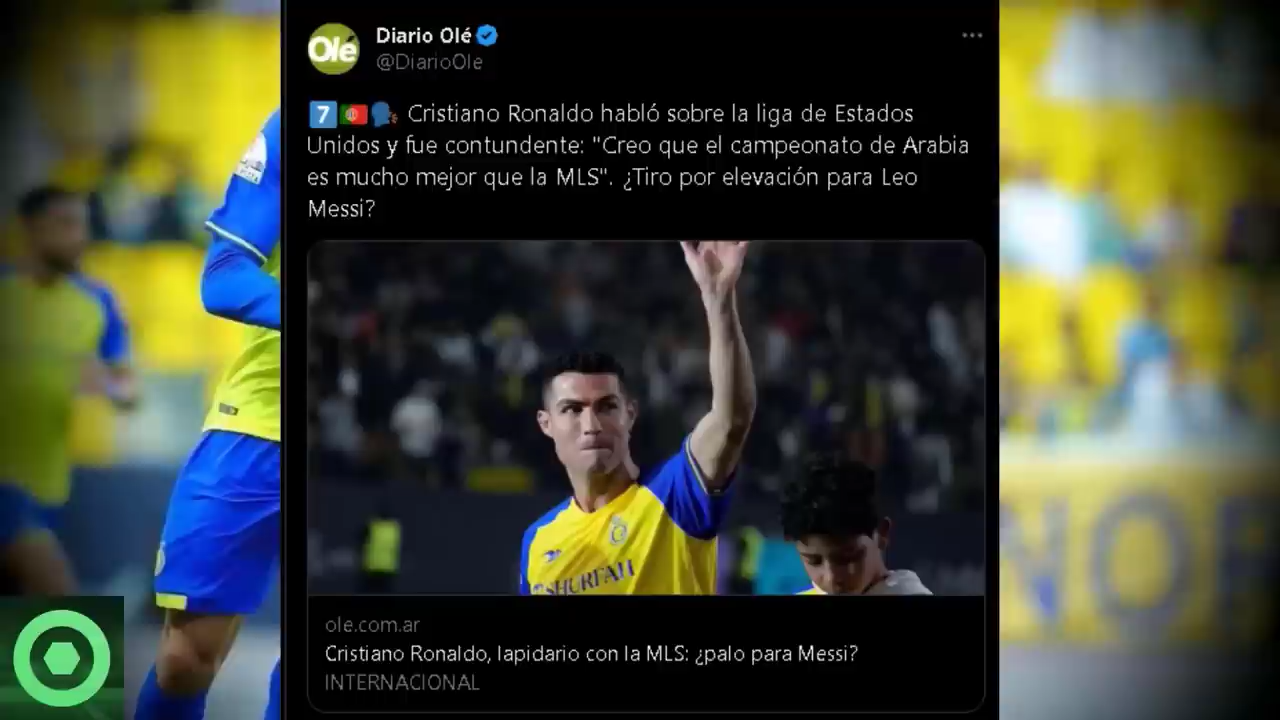 Olé
Diario Olé
@DiarioOle
7 Cristiano Ronaldo habló sobre la liga de Estados
Unidos y fue contundente: "Creo que el campeonato de Arabia
es mucho mejor que la MLS". ¿Tiro por elevación para Leo
Messi?
SHURFAH
ole.com.ar
Cristiano Ronaldo, lapidario con la MLS: ¿palo para Messi?
INTERNACIONAL